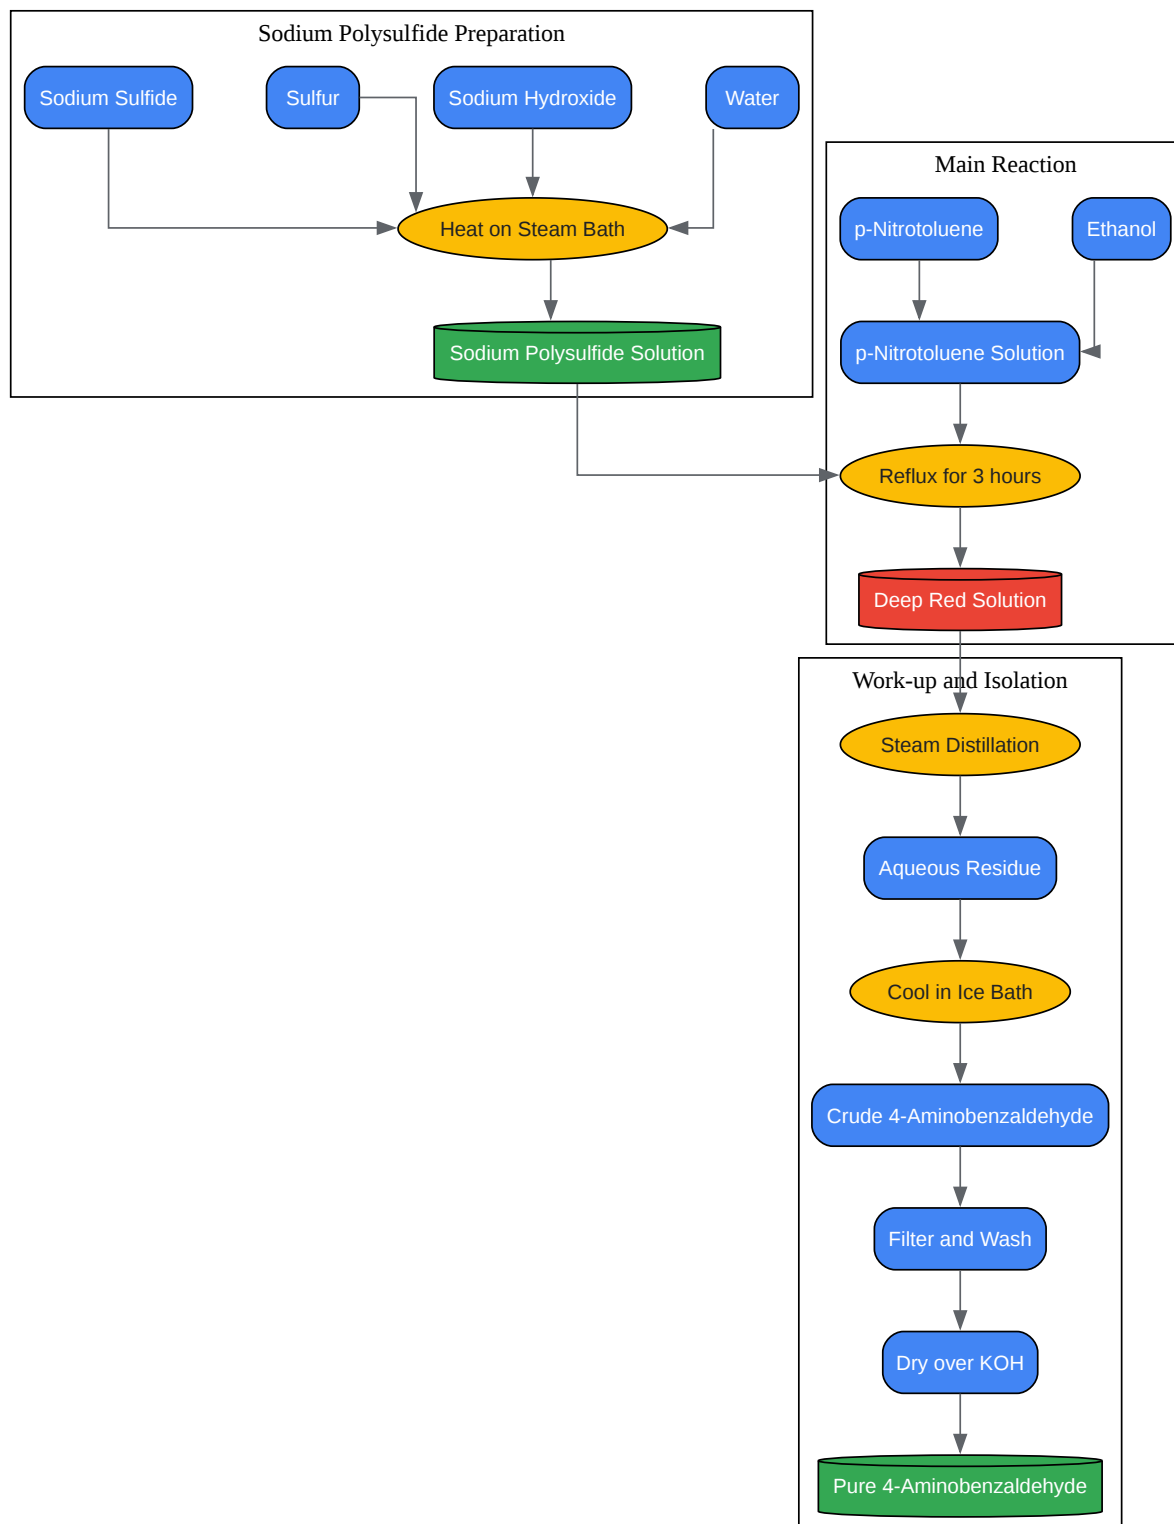 Sodium Polysulfide Preparation
Sodium Sulfide
Sulfur
Sodium Hydroxide
Water
Heat on Steam Bath
Sodium Polysulfide Solution
Main Reaction
p-Nitrotoluene
Ethanol
p-Nitrotoluene Solution
Reflux for 3 hours
Deep Red Solution
Work-up and Isolation
Steam Distillation
Aqueous Residue
Cool in Ice Bath
Crude 4-Aminobenzaldehyde
Filter and Wash
Dry over KOH
Pure 4-Aminobenzaldehyde